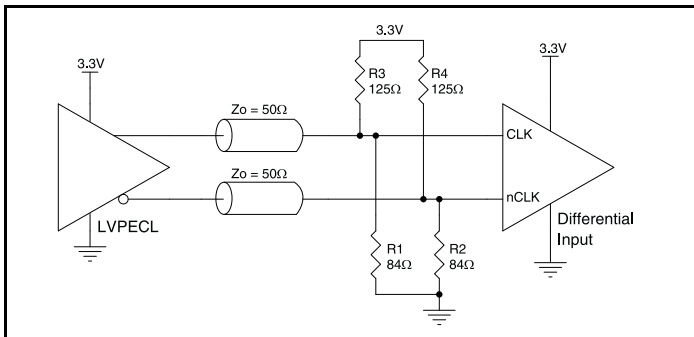 3.3V
3.3V
3.3V
R3
125Ω
R4
125Ω
Zo = 50Ω
CLK
Zo = 50Ω
nCLK
LVPECL
Differential
Input
R1
84Ω
R2
84Ω